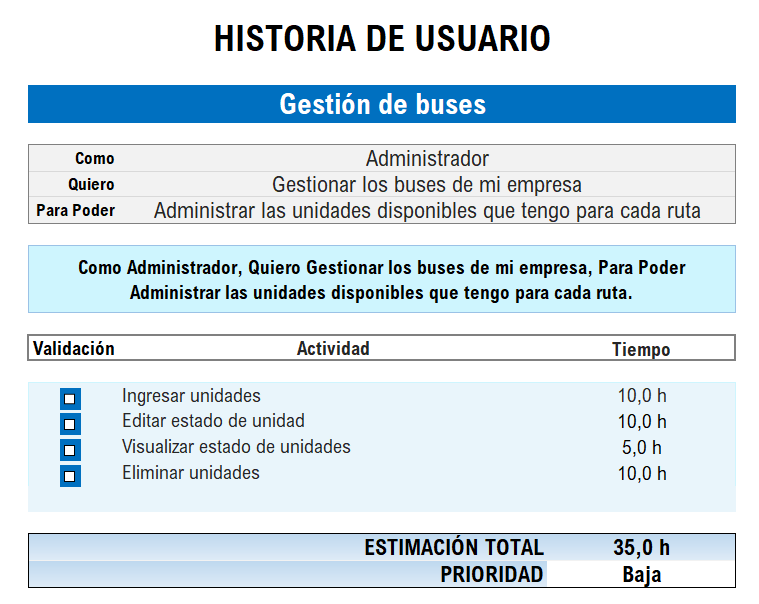 HISTORIA DE USUARIO
Gestión de buses
Como Administrador
Quiero Gestionar los buses de mi empresa
Para Poder Administrar las unidades disponibles que tengo para cada ruta
Como Administrador, Quiero Gestionar los buses de mi empresa, Para Poder
Administrar las unidades disponibles que tengo para cada ruta.
Validación Actividad Tiempo
Ingresar unidades 10,0 h
Editar estado de unidad 10,0 h
Visualizar estado de unidades 5,0 h
Eliminar unidades 10,0 h
ESTIMACIÓN TOTAL 35,0 h
PRIORIDAD Baja